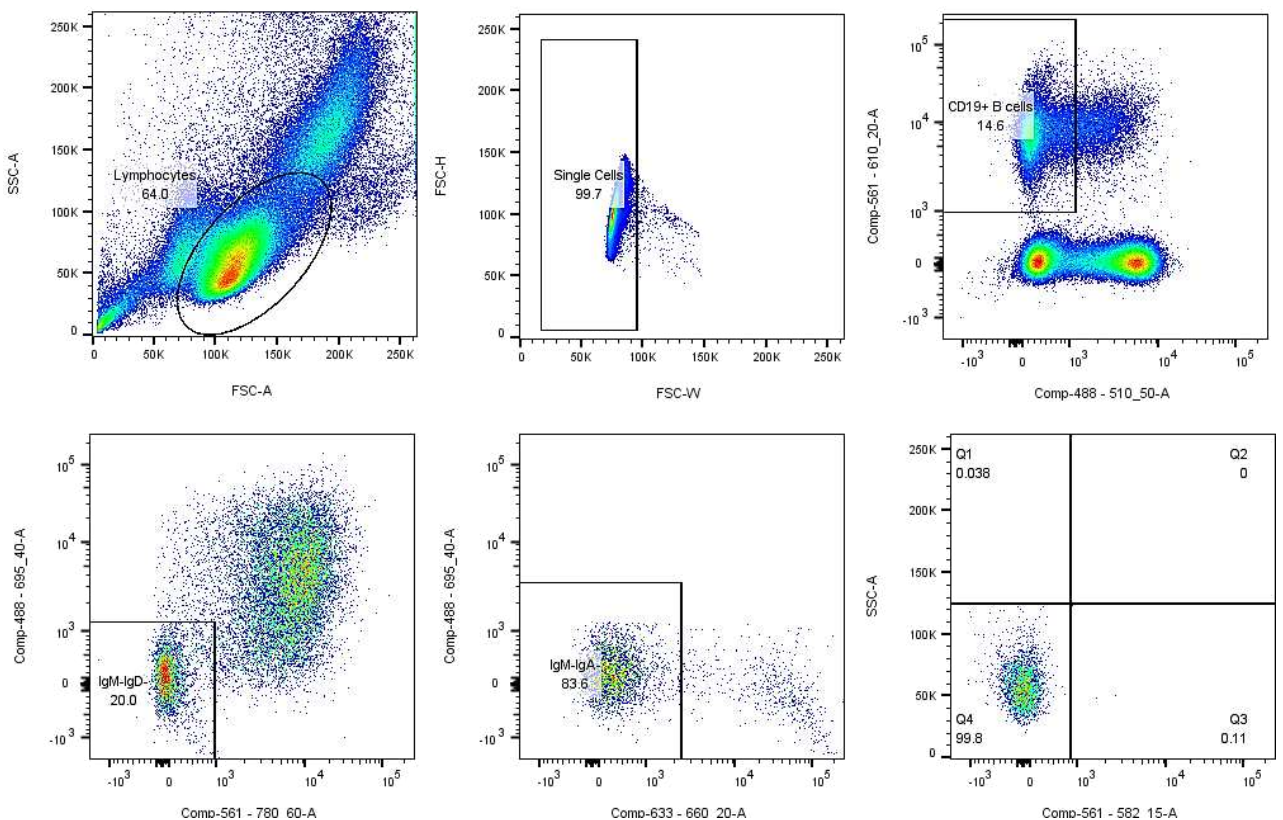 250K
200K
150K
100K
50K
0
SSC-A
Lymphocytes
64.0
0 50K 100K 150K 200K 250K
FSC-A
250K
200K
150K
100K
50K
0
FSC-H
Single Cells
99.7
0 50K 100K 150K 200K 250K
FSC-W
10^5
10^4
10^3
0
-10^3
Comp-561 - 610_20-A
CD19+ B cells
14.6
-10^3 0 10^3 10^4 10^5
Comp-488 - 510_50-A
10^5
10^4
10^3
0
-10^3
Comp-488 - 695_40-A
IgM-IgD-
20.0
-10^3 0 10^3 10^4 10^5
Comp-561 - 780_60-A
10^5
10^4
10^3
0
-10^3
Comp-488 - 695_40-A
IgM-IgA-
83.6
-10^3 0 10^3 10^4 10^5
Comp-633 - 660_20-A
250K
200K
150K
100K
50K
0
SSC-A
Q1
0.038
Q2
0
Q4
99.8
Q3
0.11
-10^3 0 10^3 10^4 10^5
Comp-561 - 582_15-A